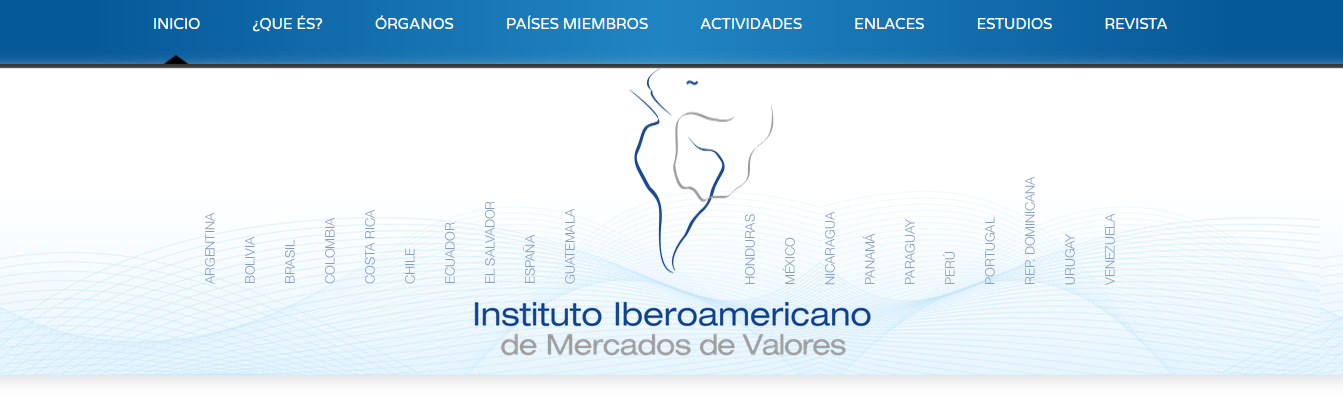 INICIO
¿QUE ÉS?
ÓRGANOS
PAÍSES MIEMBROS
ACTIVIDADES
ENLACES
ESTUDIOS
REVISTA
ARGENTINA
BOLIVIA
BRASIL
COLOMBIA
COSTA RICA
CHILE
ECUADOR
EL SALVADOR
ESPAÑA
GUATEMALA
HONDURAS
MÉXICO
NICARAGUA
PANAMÁ
PARAGUAY
PERÚ
PORTUGAL
REP. DOMINICANA
URUGAY
VENEZUELA
Instituto Iberoamericano
de Mercados de Valores